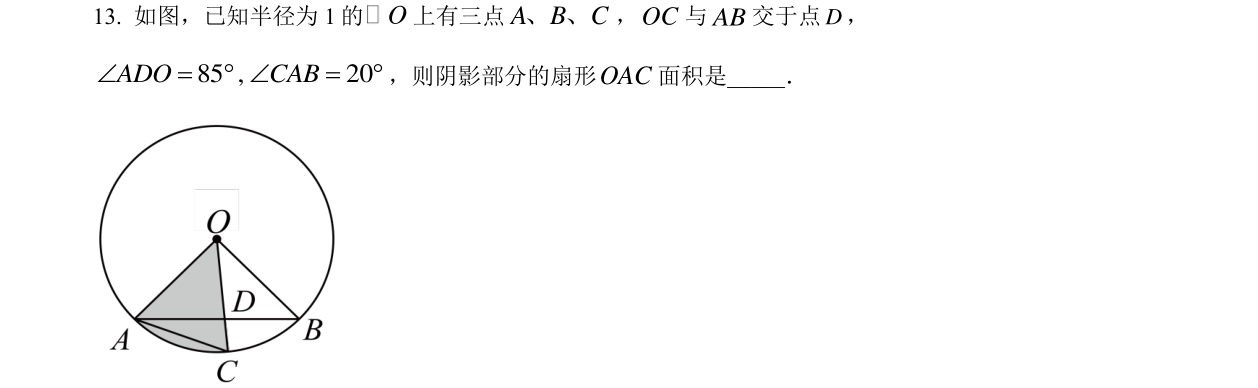 13. 如图，已知半径为 1 的□ O 上有三点 A、B、C，OC 与 AB 交于点 D，
∠ADO = 85°, ∠CAB = 20°，则阴影部分的扇形 OAC 面积是_____．
O
D
A
B
C